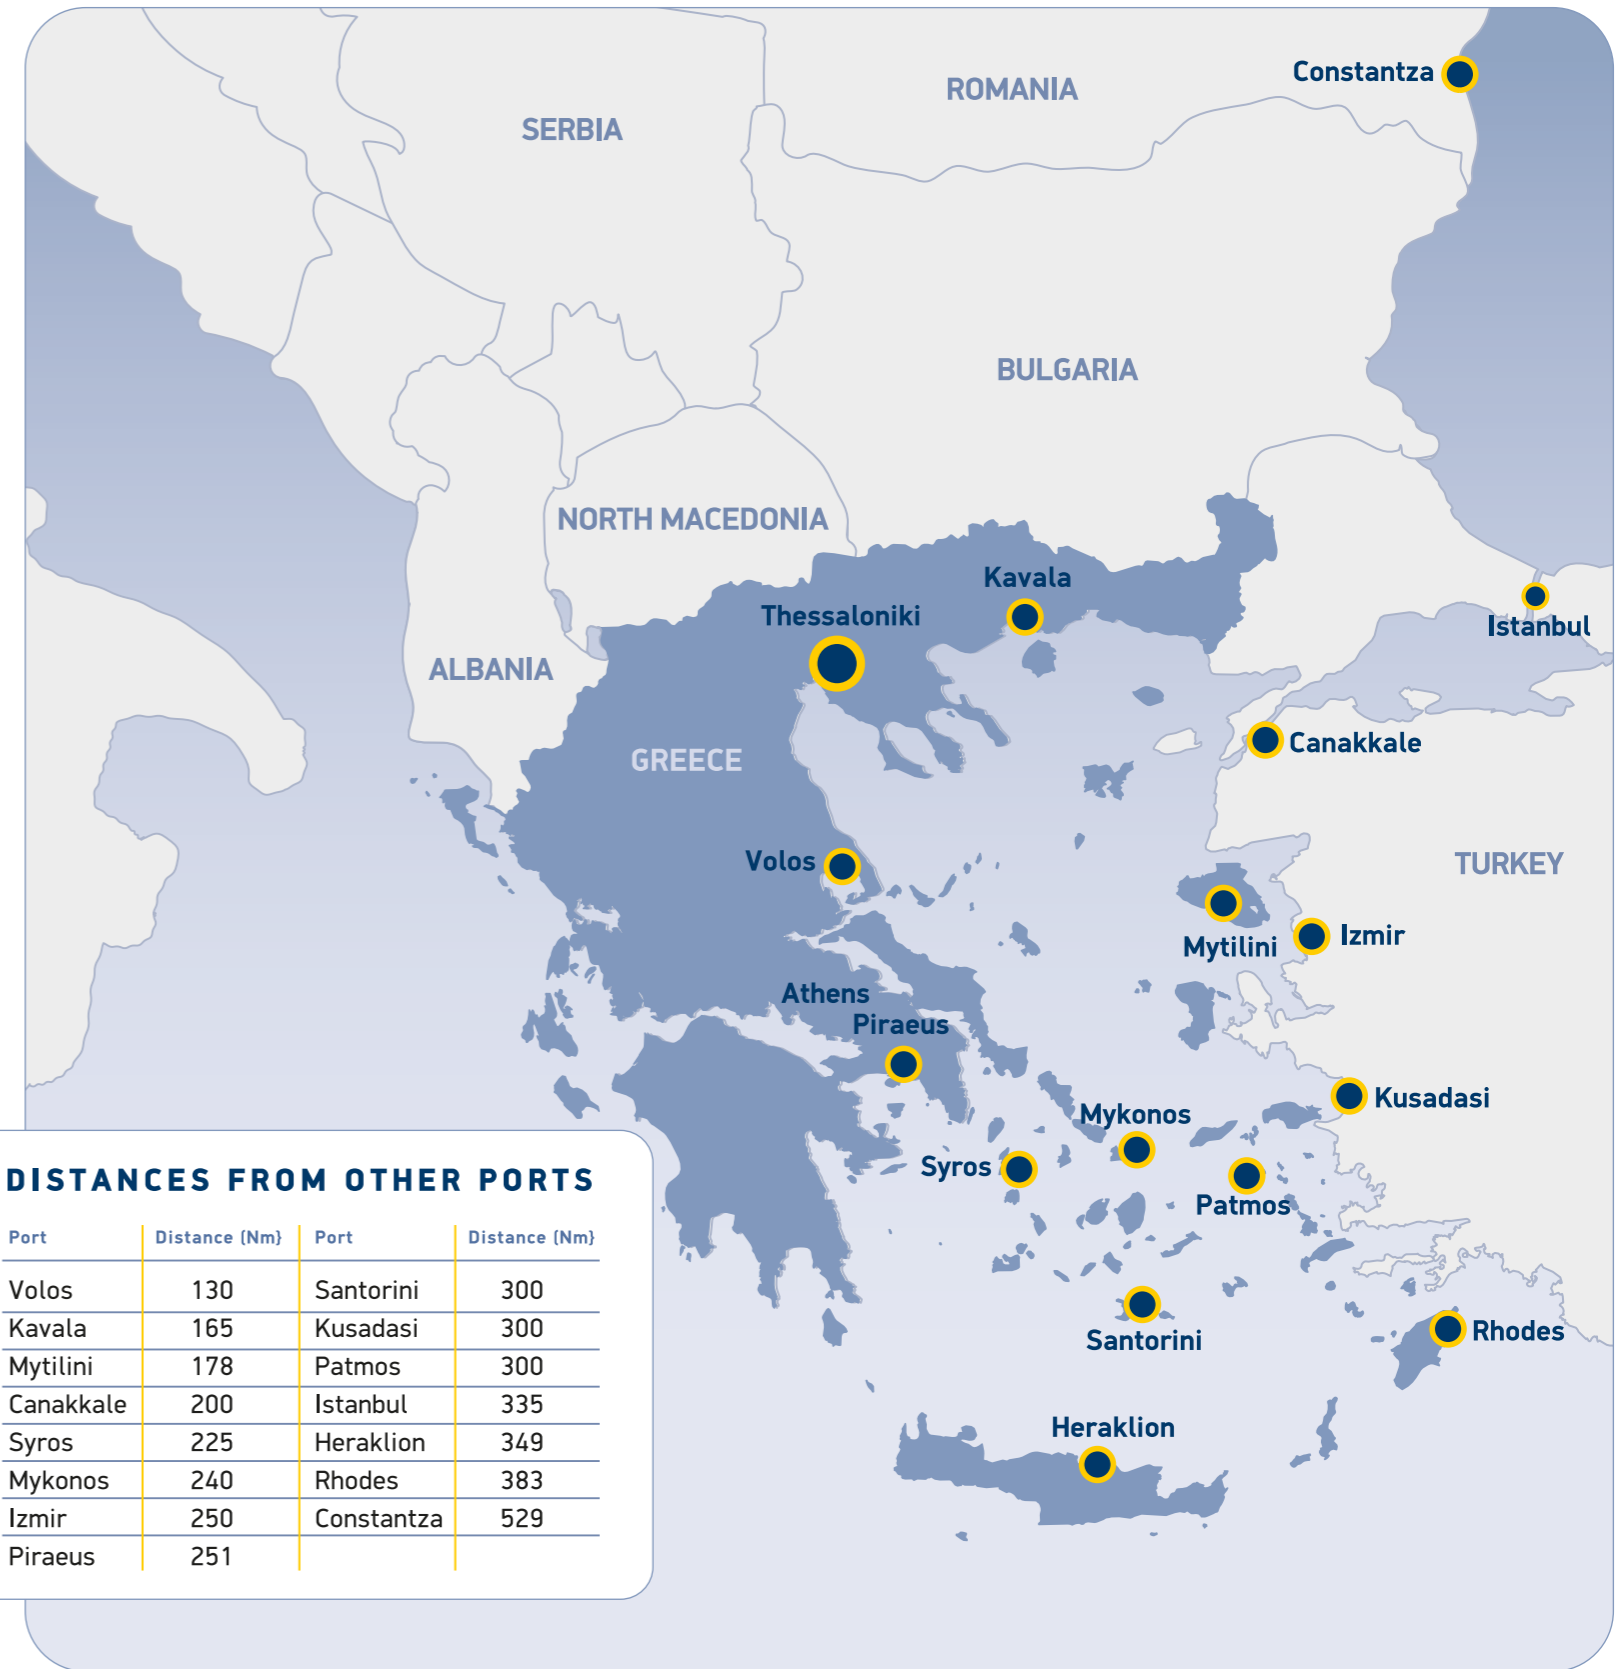 Constantza
ROMANIA
SERBIA
BULGARIA
NORTH MACEDONIA
Kavala
Thessaloniki
Istanbul
ALBANIA
Canakkale
GREECE
Volos
TURKEY
Mytilini
Izmir
Athens
Piraeus
Kusadasi
Mykonos
Syros
Patmos
Santorini
Rhodes
Heraklion
DISTANCES FROM OTHER PORTS
Port Distance (Nm} Port Distance (Nm}
Volos 130 Santorini 300
Kavala 165 Kusadasi 300
Mytilini 178 Patmos 300
Canakkale 200 Istanbul 335
Syros 225 Heraklion 349
Mykonos 240 Rhodes 383
Izmir 250 Constantza 529
Piraeus 251